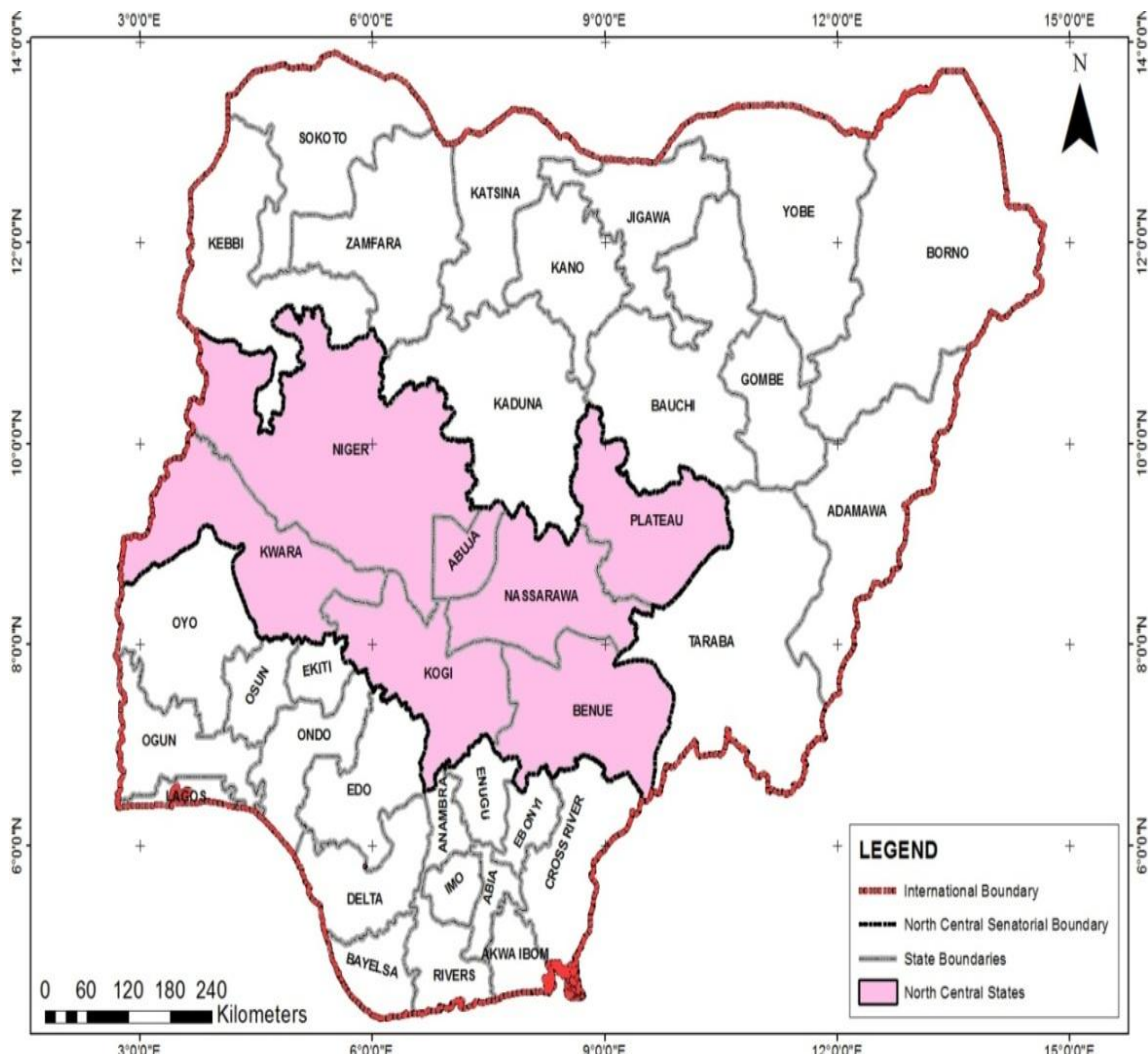 3°0'0"E 6°0'0"E 9°0'0"E 12°0'0"E 15°0'0"E
14°0'0"N 14°0'0"N
N
SOKOTO
KATSINA
JIGAWA
YOBE
KEBBI
ZAMFARA
KANO
BORNO
12°0'0"N 12°0'0"N
KADUNA
BAUCHI
GOMBE
NIGER
10°0'0"N 10°0'0"N
PLATEAU
ADAMAWA
KWARA
ABUJA
NASSARAWA
OYO
TARABA
8°0'0"N 8°0'0"N
OSUN
EKITI
KOGI
BENUE
OGUN
ONDO
LAGOS
EDO
ANAMBRA
ENUGU
EBONYI
CROSS RIVER
6°0'0"N 6°0'0"N
DELTA
IMO
ABIA
BAYELSA
RIVERS
AKWA IBOM
LEGEND
International Boundary
North Central Senatorial Boundary
State Boundaries
North Central States
0 60 120 180 240
Kilometers
3°0'0"E 6°0'0"E 9°0'0"E 12°0'0"E 15°0'0"E